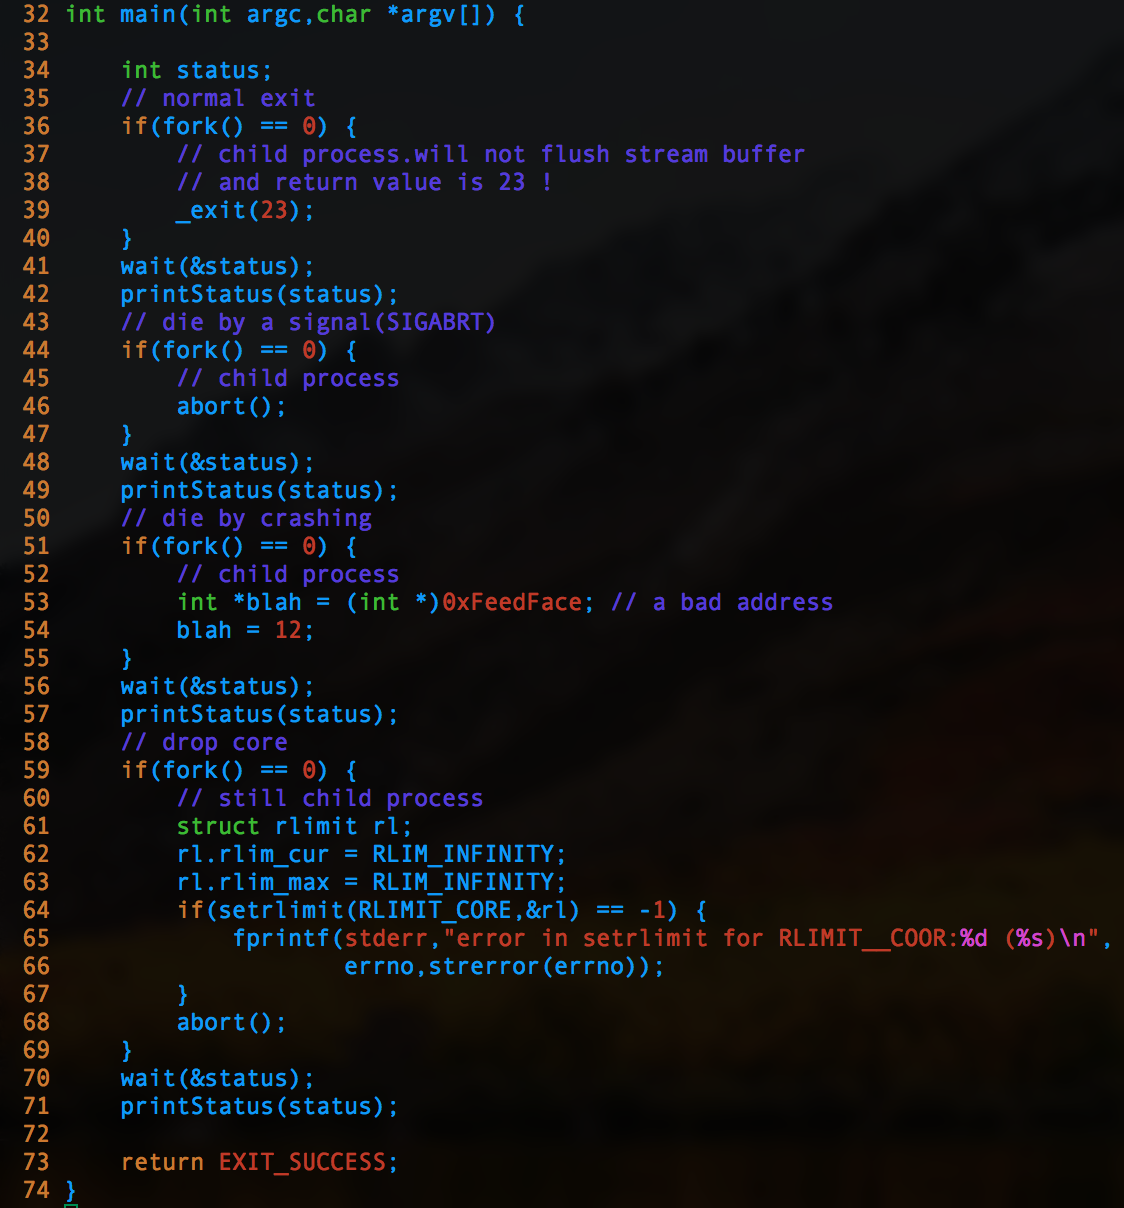 32 int main(int argc,char *argv[]) {
33
34     int status;
35     // normal exit
36     if(fork() == 0) {
37         // child process.will not flush stream buffer
38         // and return value is 23 !
39         _exit(23);
40     }
41     wait(&status);
42     printStatus(status);
43     // die by a signal(SIGABRT)
44     if(fork() == 0) {
45         // child process
46         abort();
47     }
48     wait(&status);
49     printStatus(status);
50     // die by crashing
51     if(fork() == 0) {
52         // child process
53         int *blah = (int *)0xFeedFace; // a bad address
54         blah = 12;
55     }
56     wait(&status);
57     printStatus(status);
58     // drop core
59     if(fork() == 0) {
60         // still child process
61         struct rlimit rl;
62         rl.rlim_cur = RLIM_INFINITY;
63         rl.rlim_max = RLIM_INFINITY;
64         if(setrlimit(RLIMIT_CORE,&rl) == -1) {
65             fprintf(stderr,"error in setrlimit for RLIMIT__COOR:%d (%s)\n",
66                     errno,strerror(errno));
67         }
68         abort();
69     }
70     wait(&status);
71     printStatus(status);
72
73     return EXIT_SUCCESS;
74 }